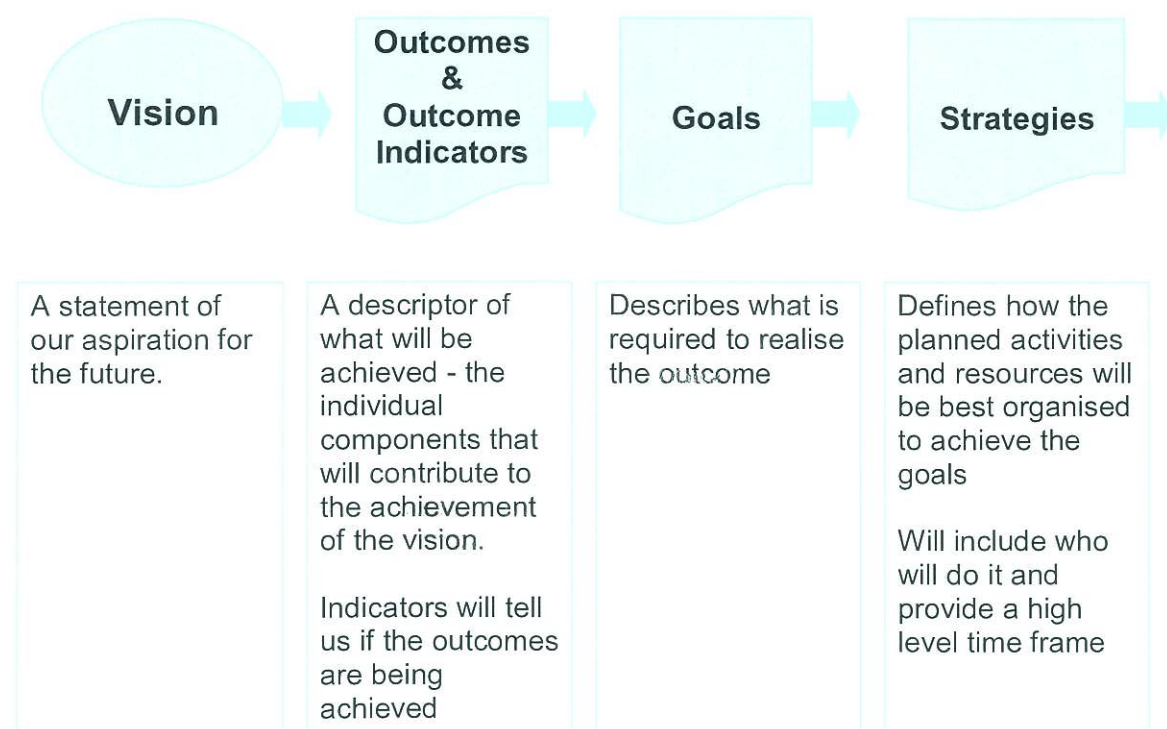 Vision
Outcomes
&
Outcome
Indicators
Goals
Strategies
A statement of
our aspiration for
the future.
A descriptor of
what will be
achieved - the
individual
components that
will contribute to
the achievement
of the vision.
Indicators will tell
us if the outcomes
are being
achieved
Describes what is
required to realise
the outcome
Defines how the
planned activities
and resources will
be best organised
to achieve the
goals
Will include who
will do it and
provide a high
level time frame